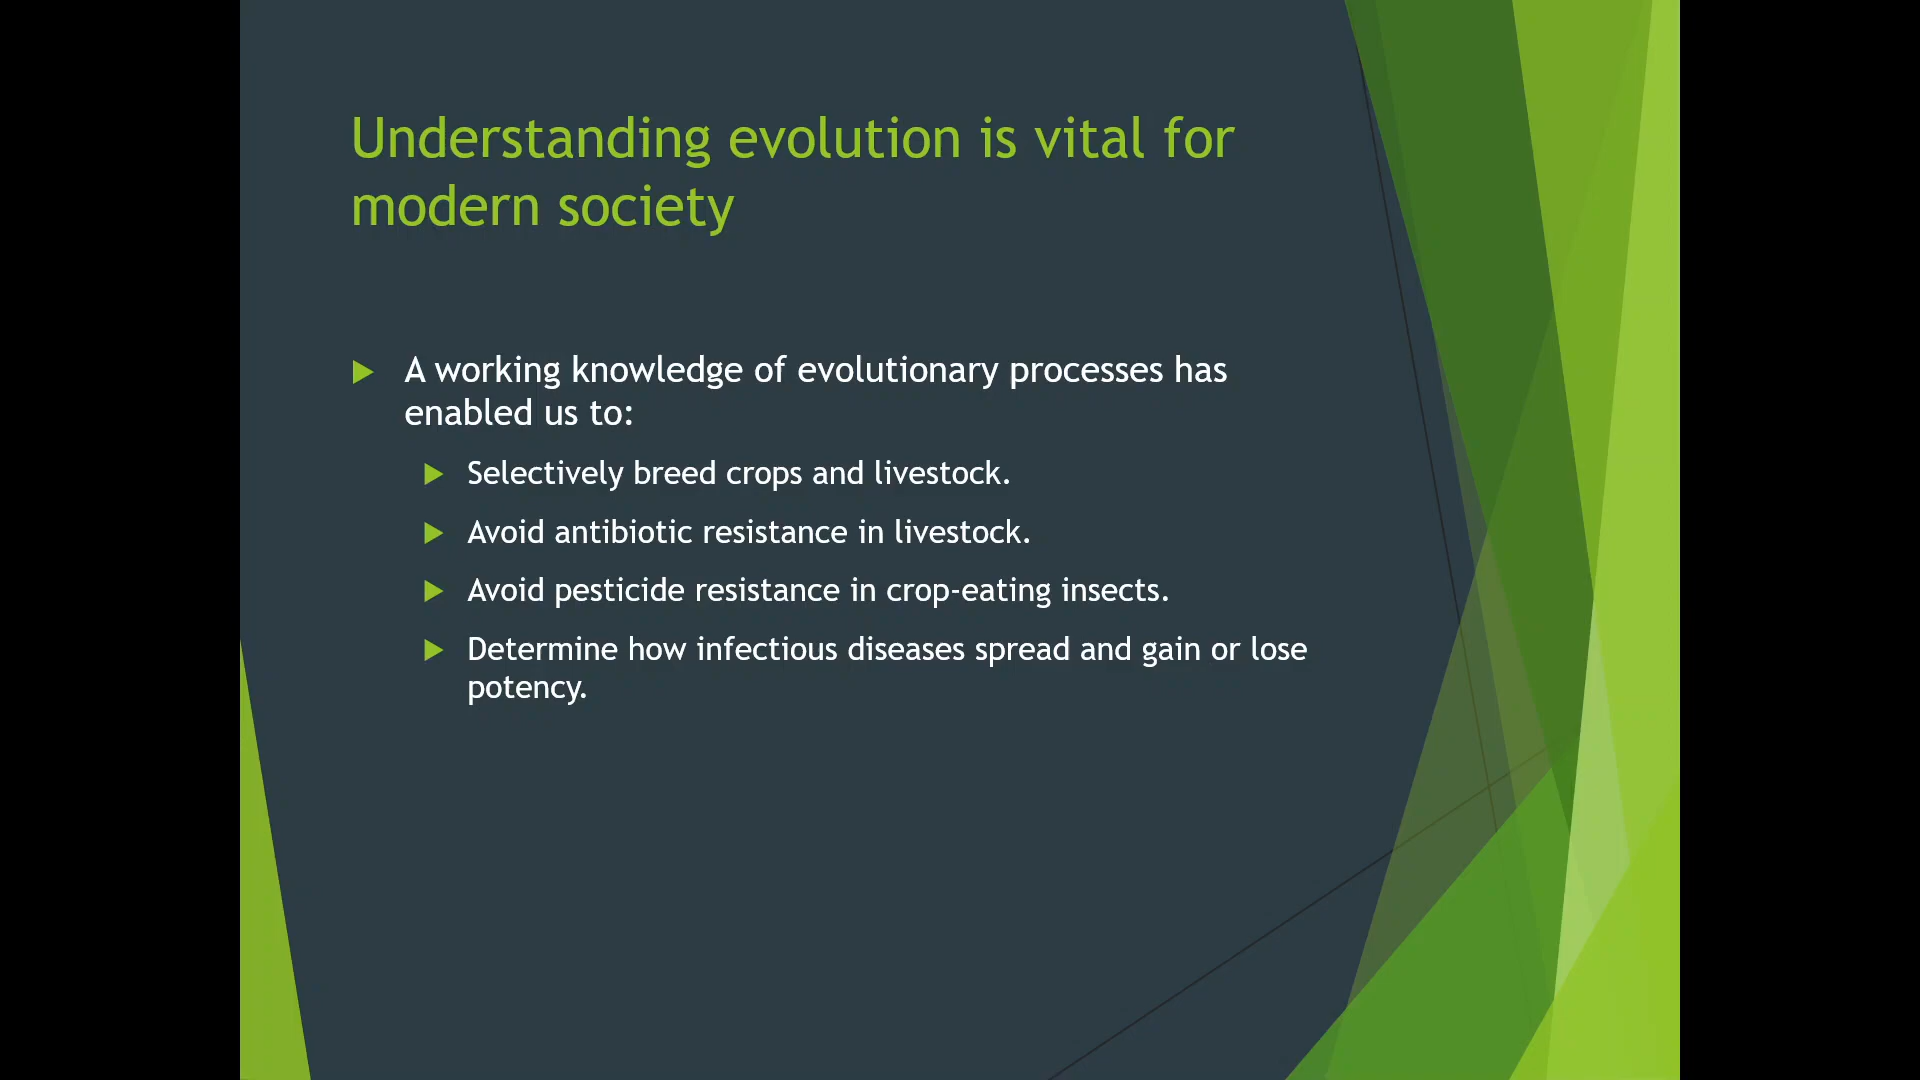 Understanding evolution is vital for
modern society
A working knowledge of evolutionary processes has
enabled us to:
Selectively breed crops and livestock.
Avoid antibiotic resistance in livestock.
Avoid pesticide resistance in crop-eating insects.
Determine how infectious diseases spread and gain or lose
potency.